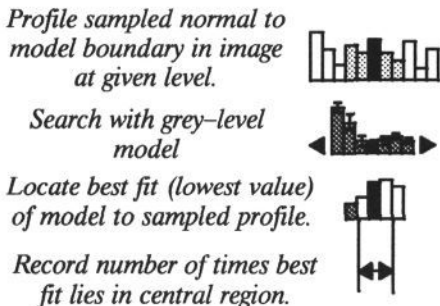 Profile sampled normal to
model boundary in image
at given level.
Search with grey–level
model
Locate best fit (lowest value)
of model to sampled profile.
Record number of times best
fit lies in central region.